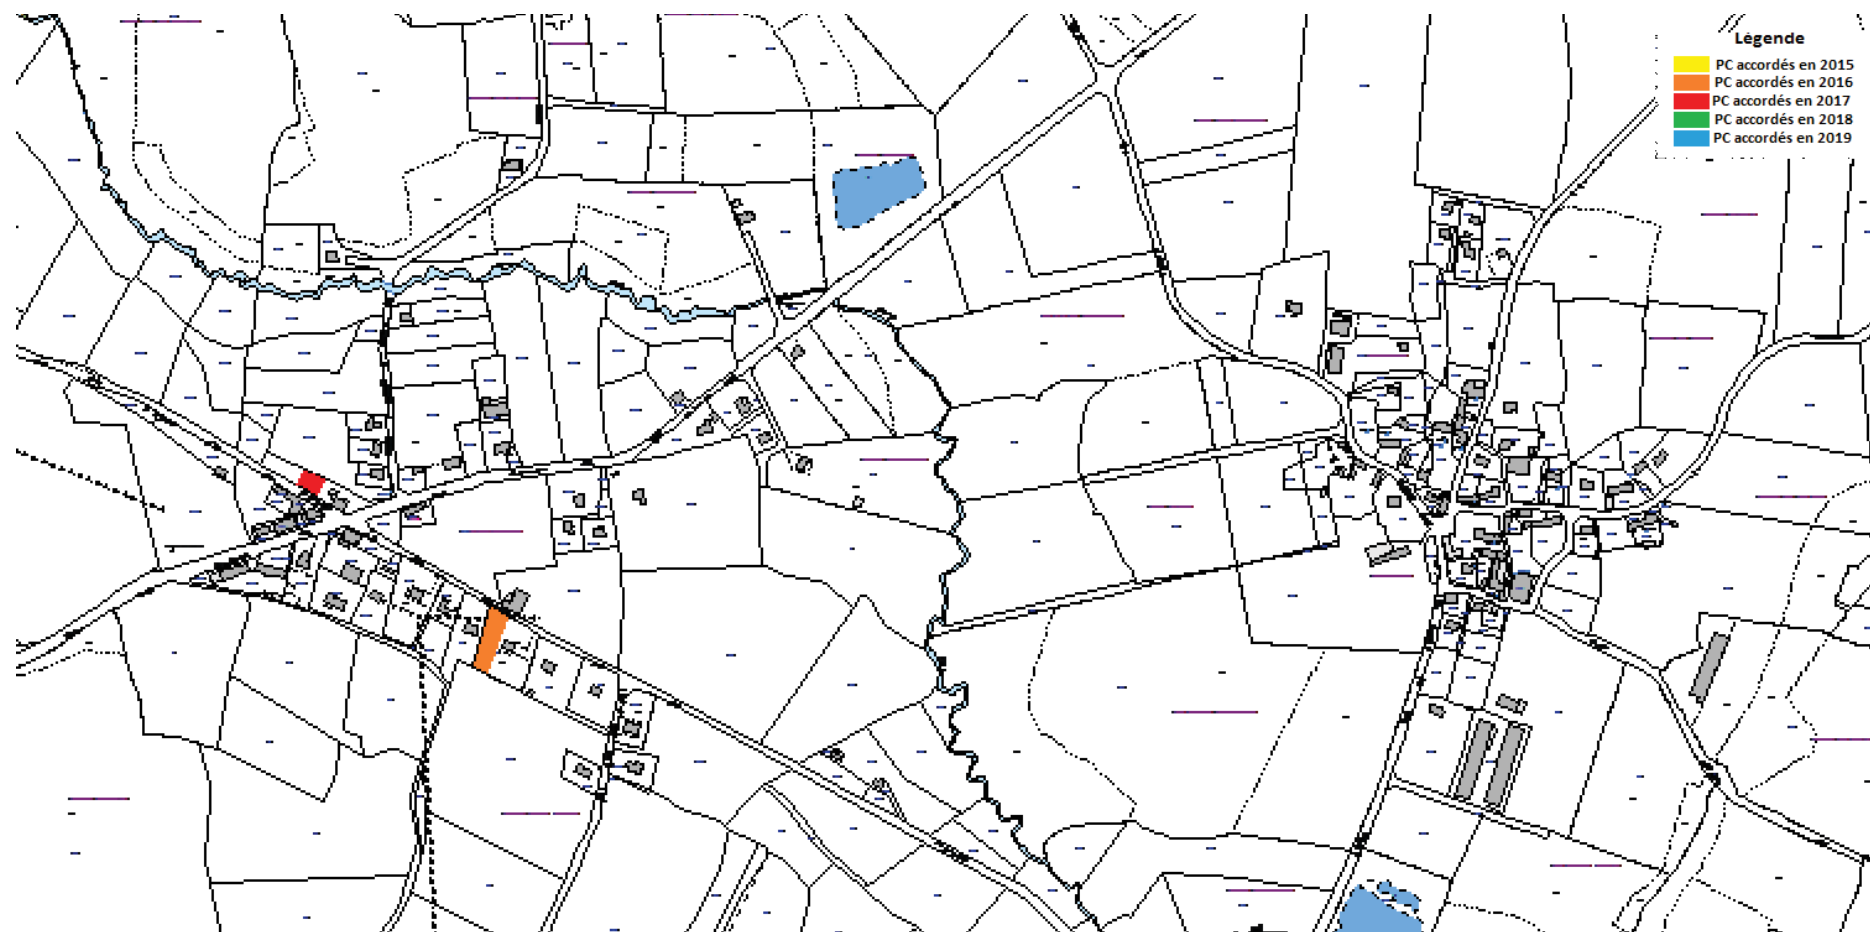 Légende
PC accordés en 2015
PC accordés en 2016
PC accordés en 2017
PC accordés en 2018
PC accordés en 2019